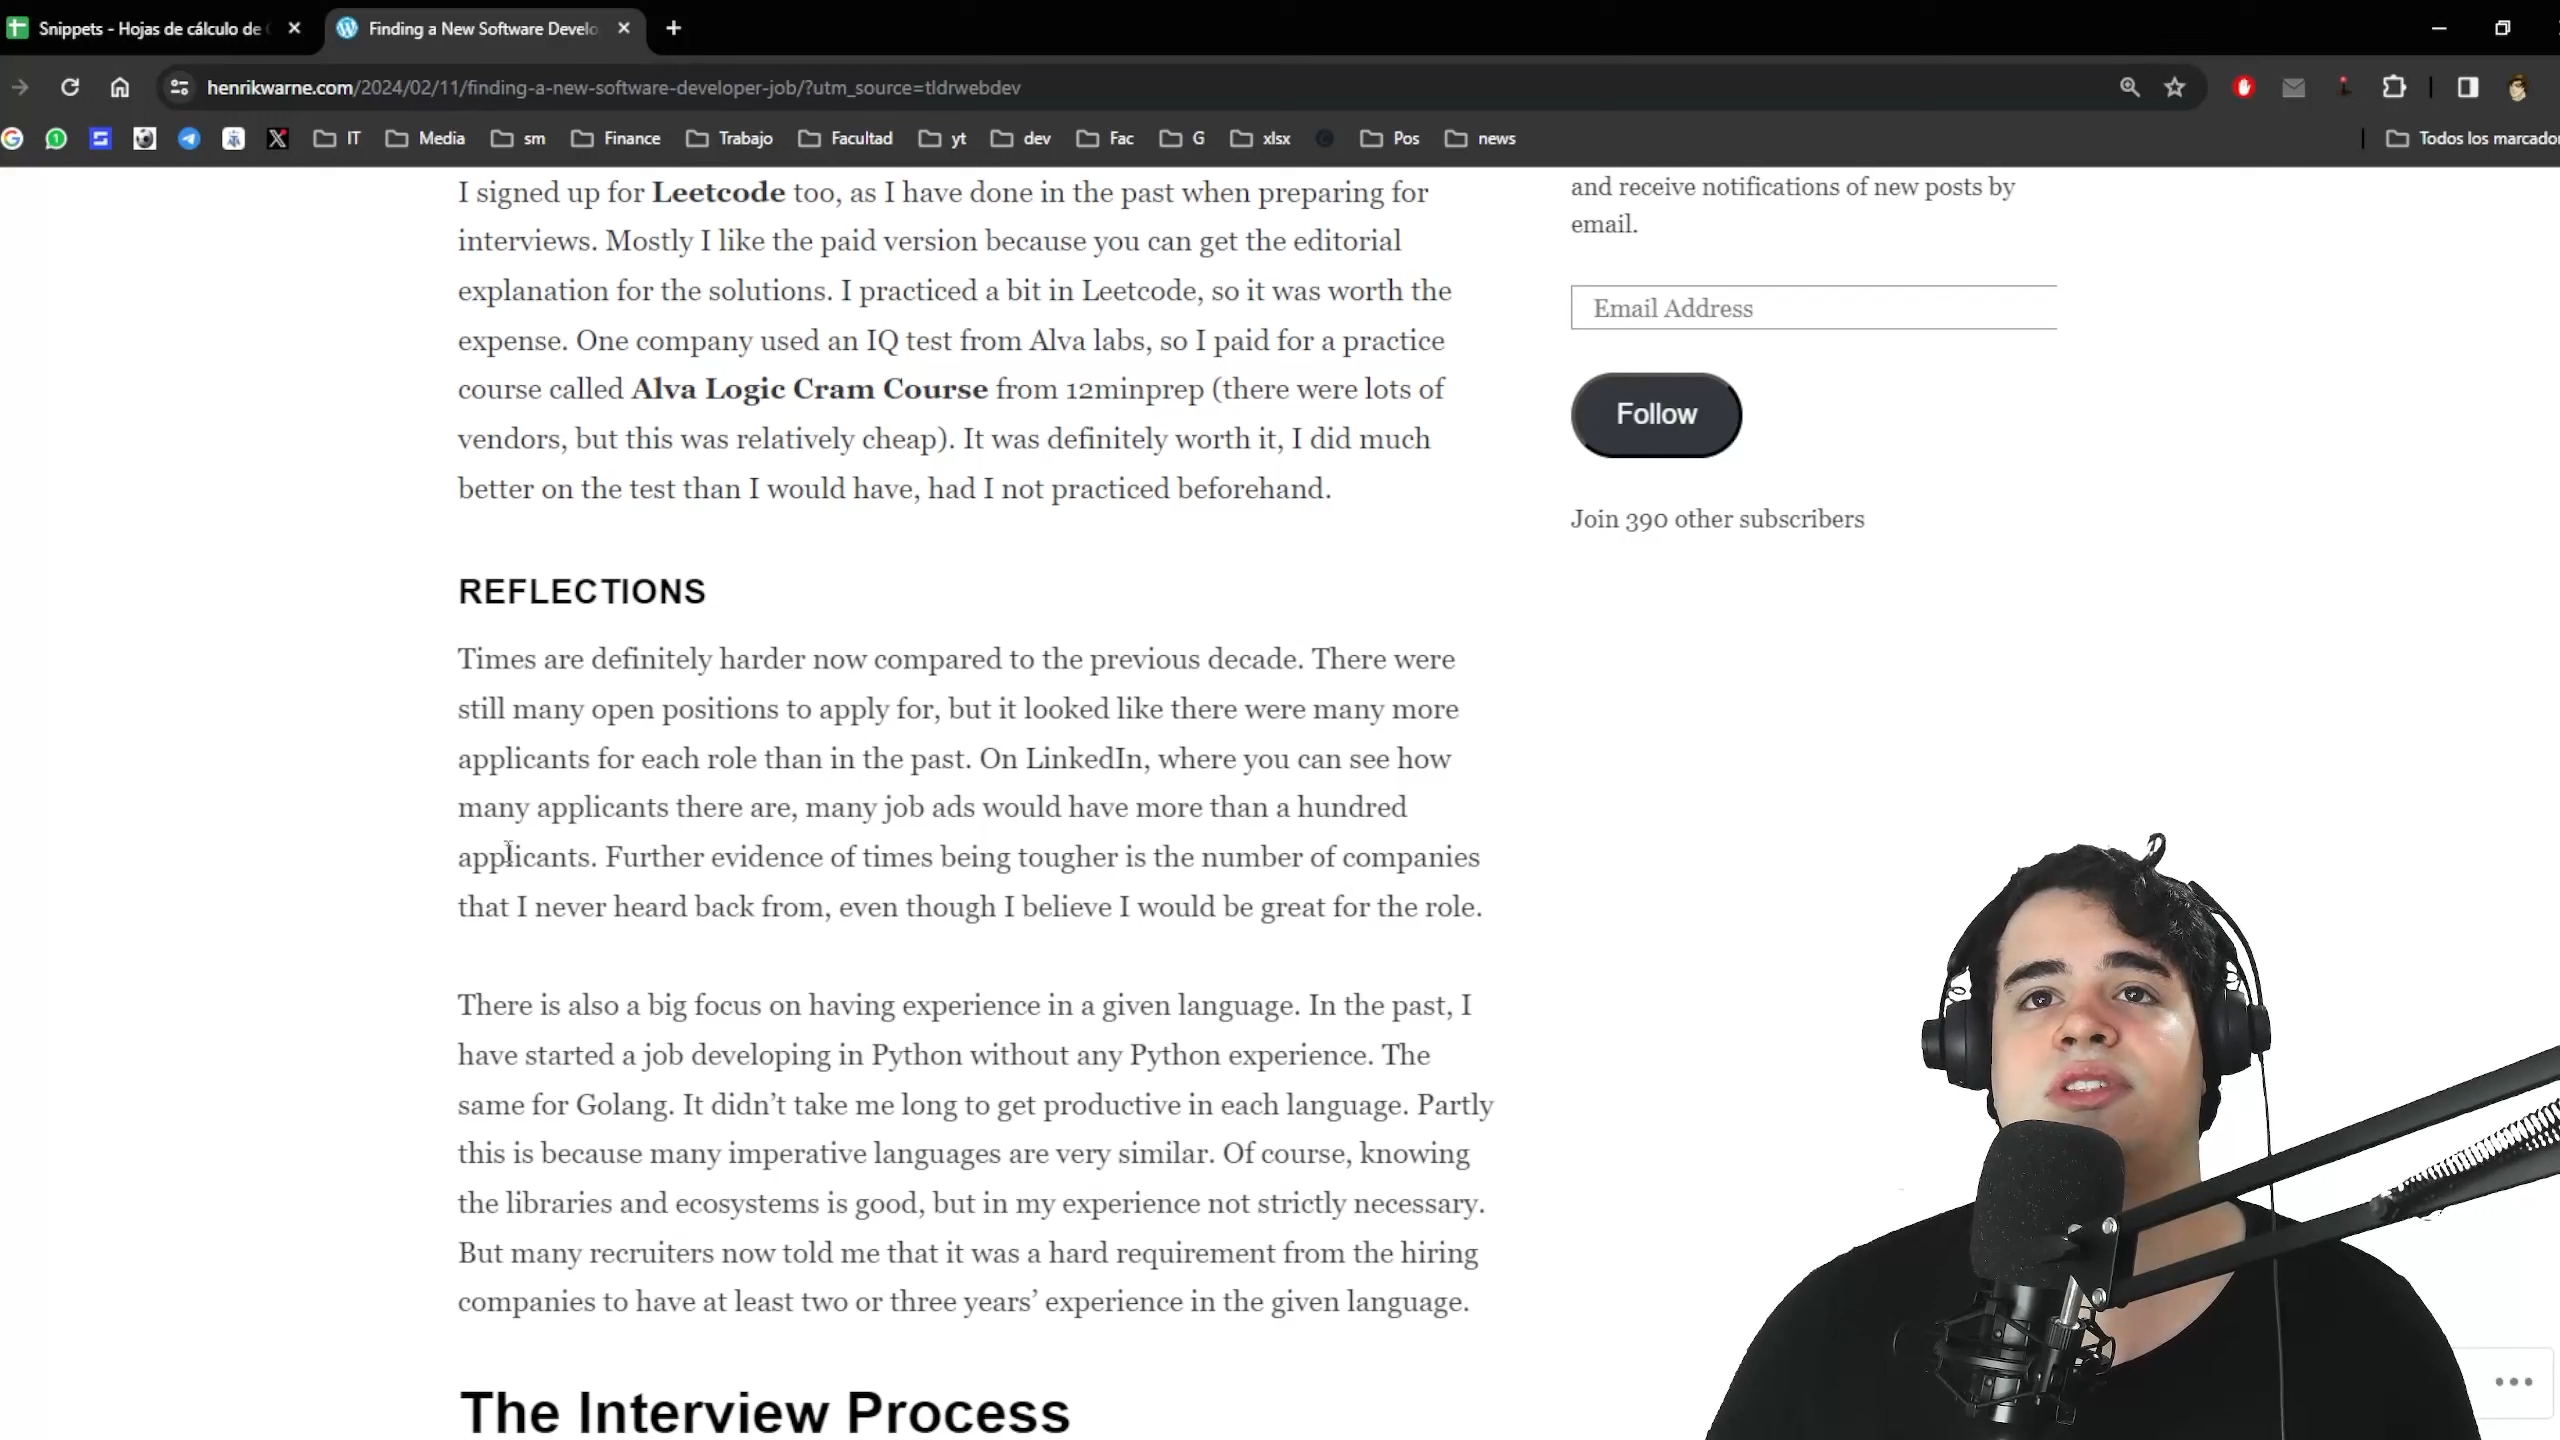 Snippets - Hojas de cálculo de
Finding a New Software Develo
henrikwarne.com/2024/02/11/finding-a-new-software-developer-job/?utm_source=tldrwebdev
IT
Media
sm
Finance
Trabajo
Facultad
yt
dev
Fac
G
xlsx
Pos
news
Todos los marcador
I signed up for Leetcode too, as I have done in the past when preparing for
interviews. Mostly I like the paid version because you can get the editorial
explanation for the solutions. I practiced a bit in Leetcode, so it was worth the
expense. One company used an IQ test from Alva labs, so I paid for a practice
course called Alva Logic Cram Course from 12minprep (there were lots of
vendors, but this was relatively cheap). It was definitely worth it, I did much
better on the test than I would have, had I not practiced beforehand.
REFLECTIONS
Times are definitely harder now compared to the previous decade. There were
still many open positions to apply for, but it looked like there were many more
applicants for each role than in the past. On LinkedIn, where you can see how
many applicants there are, many job ads would have more than a hundred
applicants. Further evidence of times being tougher is the number of companies
that I never heard back from, even though I believe I would be great for the role.
There is also a big focus on having experience in a given language. In the past, I
have started a job developing in Python without any Python experience. The
same for Golang. It didn't take me long to get productive in each language. Partly
this is because many imperative languages are very similar. Of course, knowing
the libraries and ecosystems is good, but in my experience not strictly necessary.
But many recruiters now told me that it was a hard requirement from the hiring
companies to have at least two or three years' experience in the given language.
The Interview Process
and receive notifications of new posts by
email.
Email Address
Follow
Join 390 other subscribers